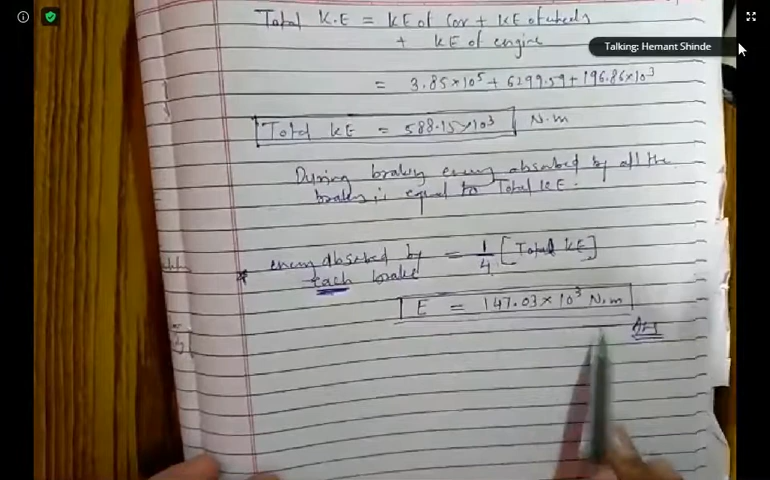 Total K.E = KE of Car + KE of wheels
+ KE of engine
Talking: Hemant Shinde
= 3.85×10⁵ + 6299.59 + 196.86×10³
Total KE = 588.15×10³ N.m
During braking energy absorbed by all the
brakes is equal to Total KE.
* energy absorbed by each brake = 1/4 [Total KE]
E = 147.03×10³ N.m
Ans